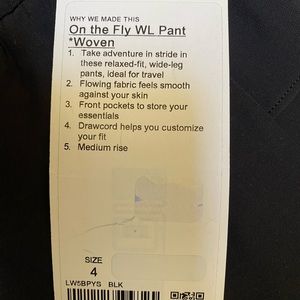 WHY WE MADE THIS
On the Fly WL Pant
*Woven
1. Take adventure in stride in
these relaxed-fit, wide-leg
pants, ideal for travel
2. Flowing fabric feels smooth
against your skin
3. Front pockets to store your
essentials
4. Drawcord helps you customize
your fit
5. Medium rise
SIZE
4
LW5BPYS BLK